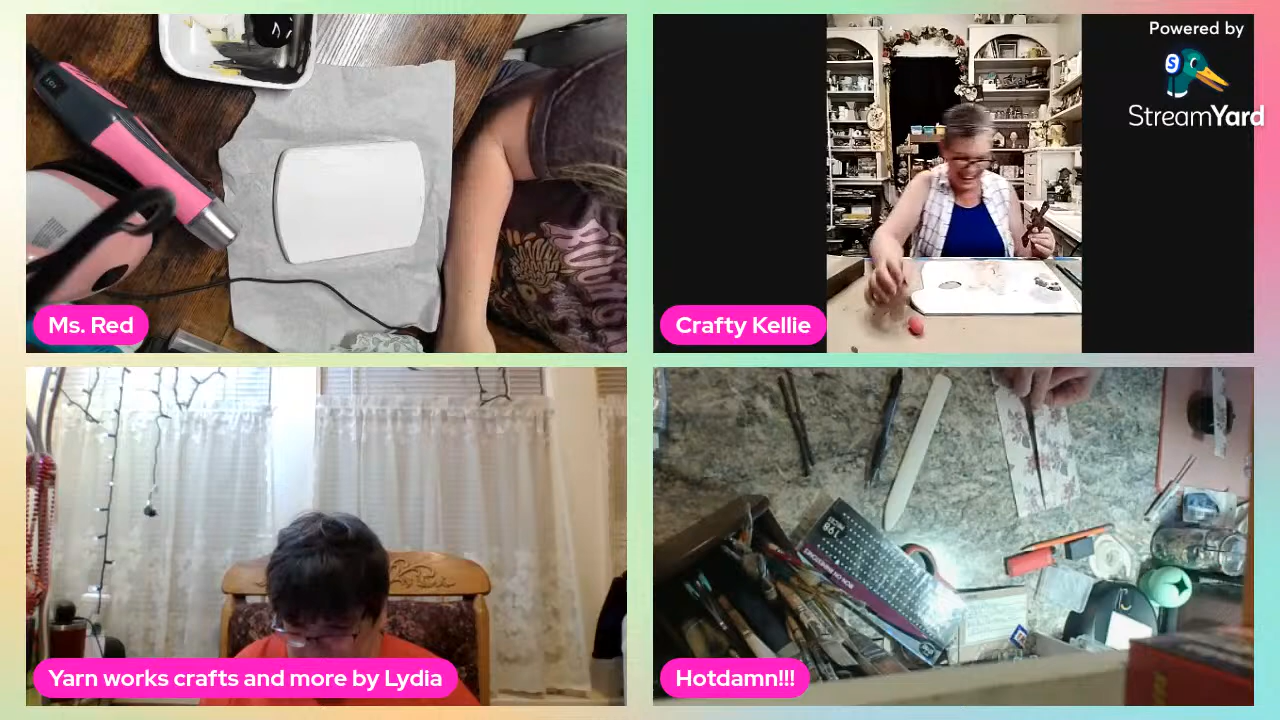 Powered by
StreamYard
Ms. Red
Crafty Kellie
Yarn works crafts and more by Lydia
Hotdamn!!!